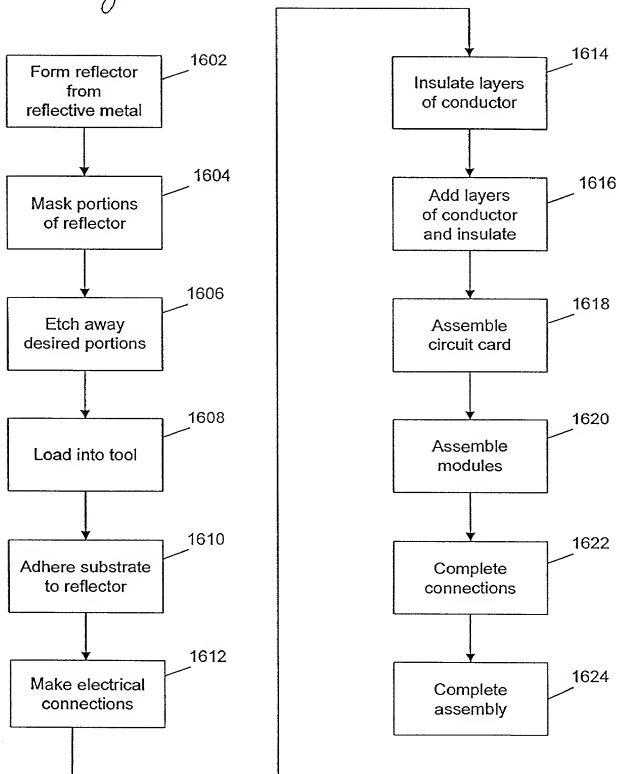 1602
Form reflector
from
reflective metal
1604
Mask portions
of reflector
1606
Etch away
desired portions
1608
Load into tool
1610
Adhere substrate
to reflector
1612
Make electrical
connections
1614
Insulate layers
of conductor
1616
Add layers
of conductor
and insulate
1618
Assemble
circuit card
1620
Assemble
modules
1622
Complete
connections
1624
Complete
assembly